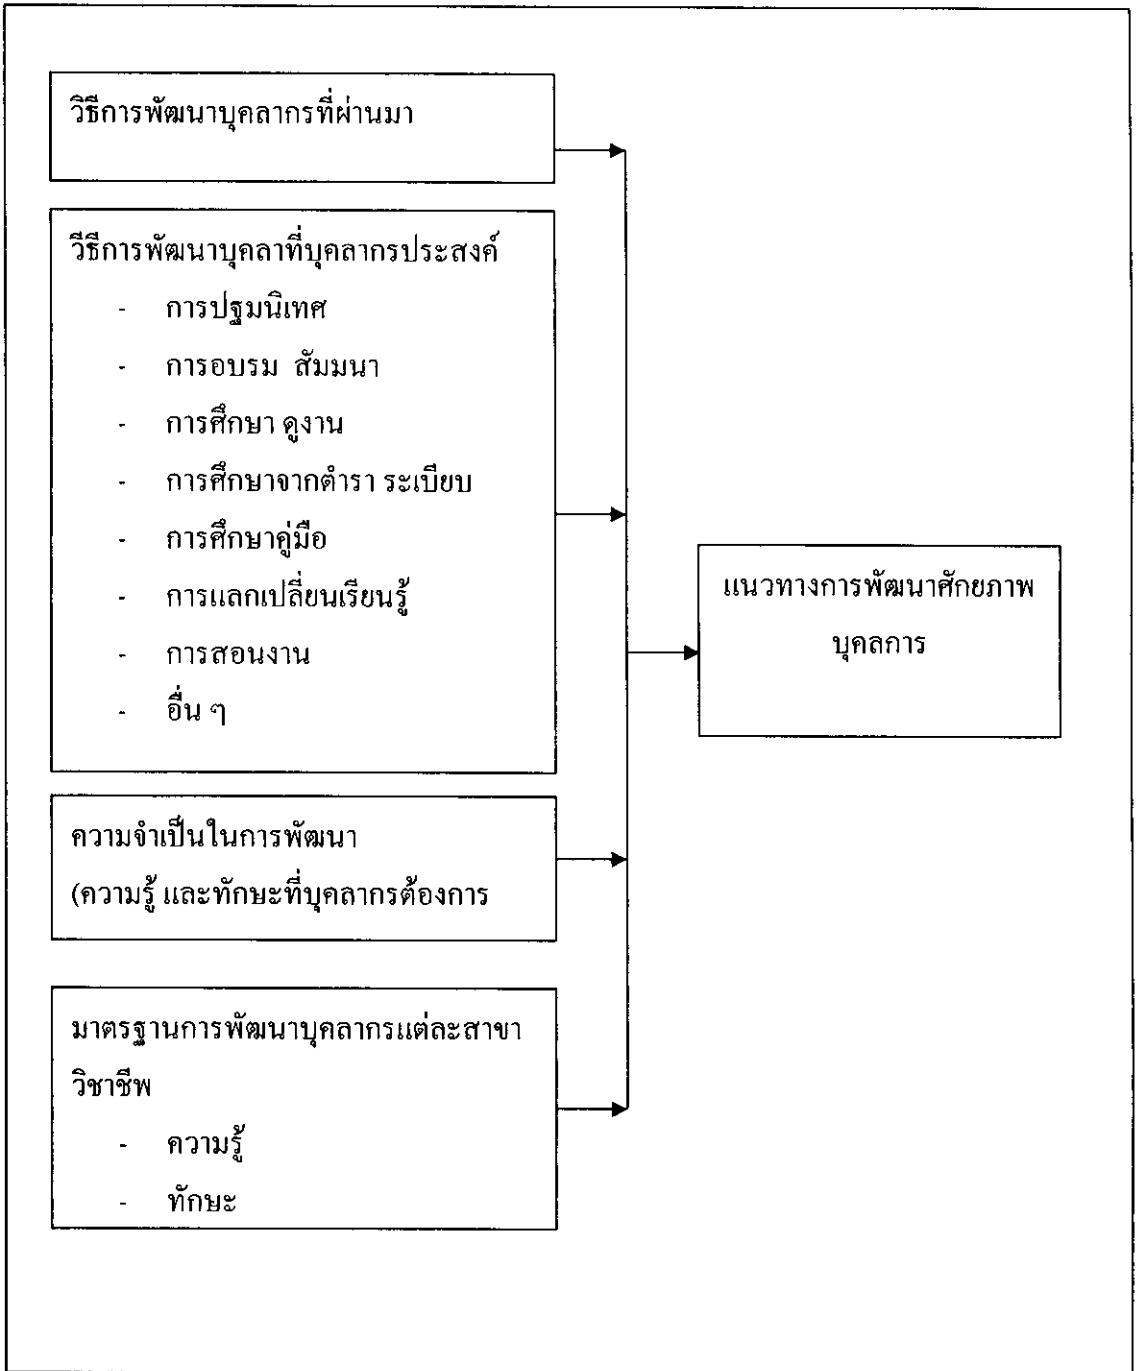 วิธีการพัฒนาบุคลากรที่ผ่านมา
วีธีการพัฒนาบุคลาที่บุคลากรประสงค์
- การปฐมนิเทศ
- การอบรม สัมมนา
- การศึกษา ดูงาน
- การศึกษาจากตำรา ระเบียบ
- การศึกษาคู่มือ
- การแลกเปลี่ยนเรียนรู้
- การสอนงาน
- อื่น ๆ
แนวทางการพัฒนาศักยภาพ
บุคลการ
ความจำเป็นในการพัฒนา
(ความรู้ และทักษะที่บุคลากรต้องการ
มาตรฐานการพัฒนาบุคลากรแต่ละสาขา
วิชาชีพ
- ความรู้
- ทักษะ